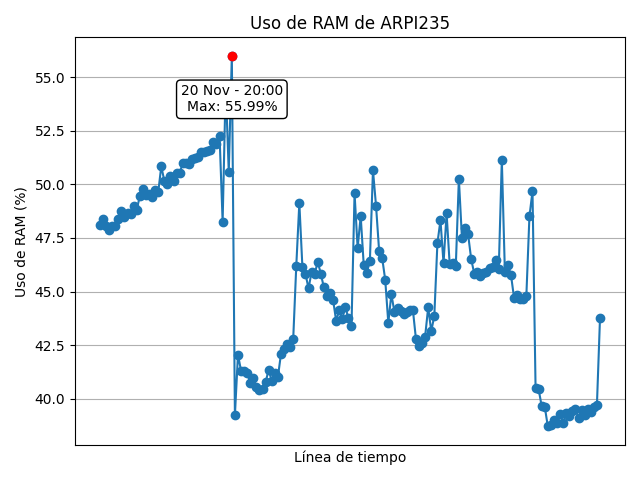 Uso de RAM de ARPI235
55.0
52.5
50.0
47.5
45.0
42.5
40.0
Uso de RAM (%)
20 Nov - 20:00
Max: 55.99%
Línea de tiempo